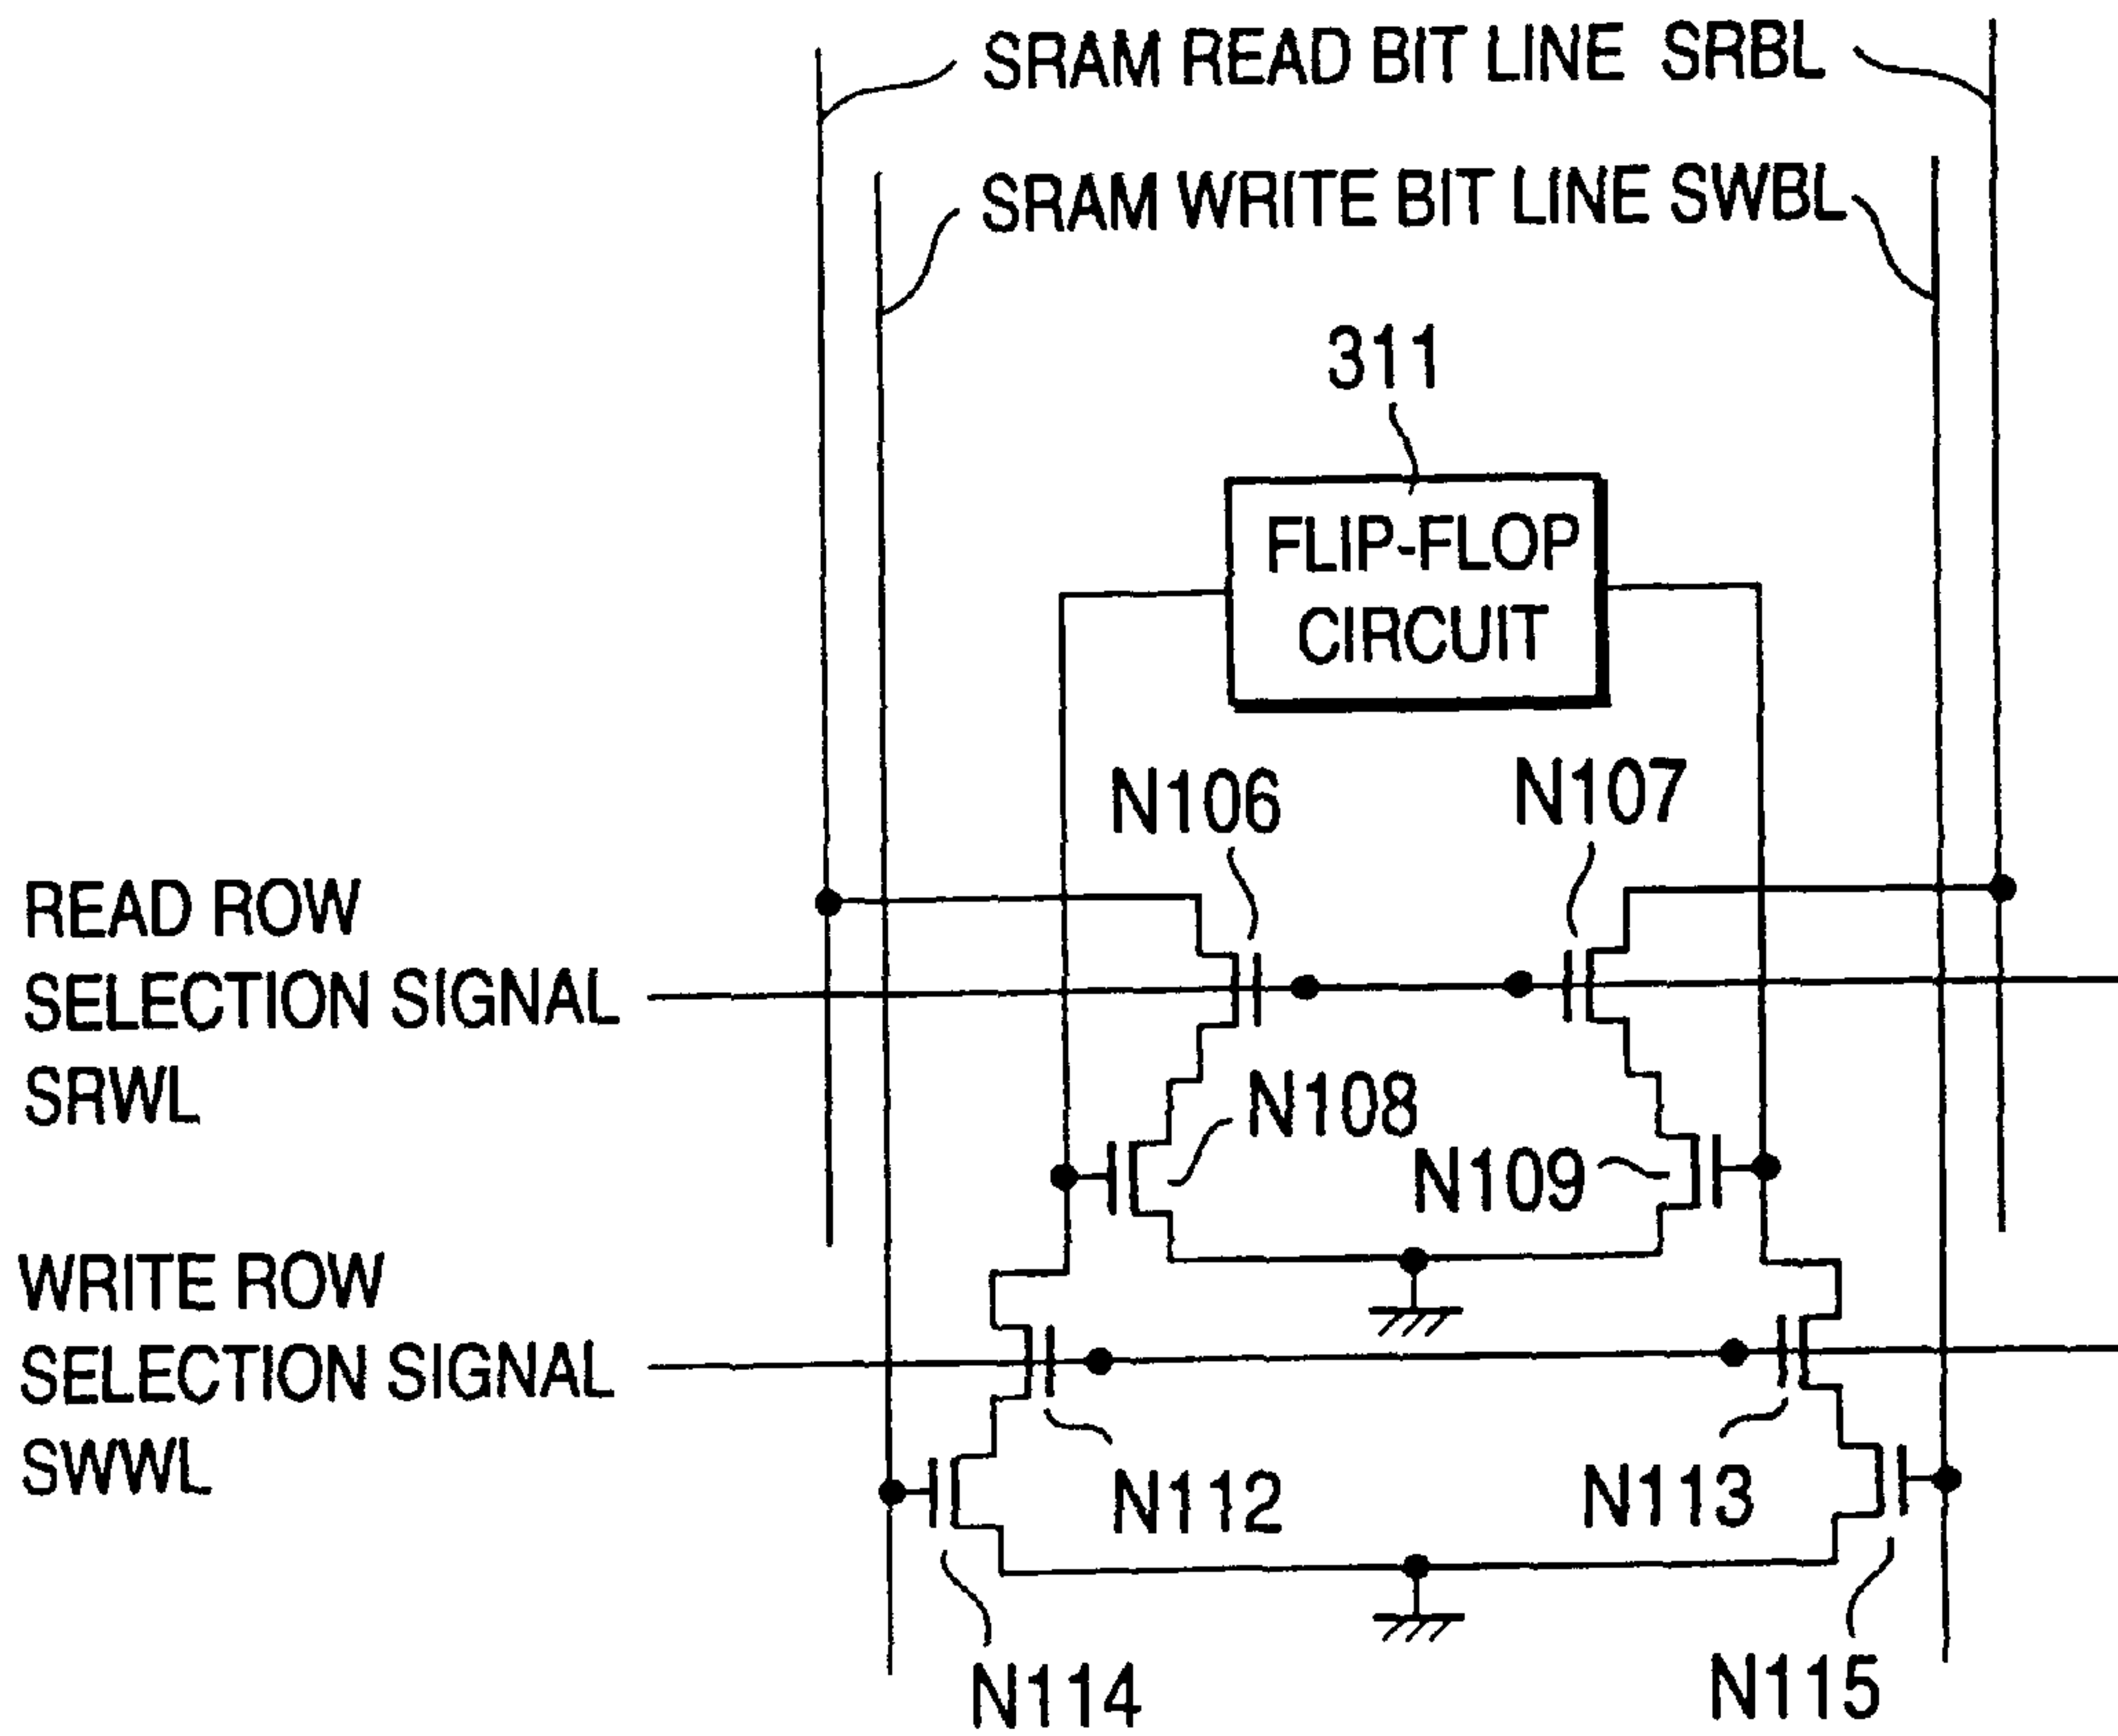 SRAM READ BIT LINE SRBL
SRAM WRITE BIT LINE SWBL
311
FLIP-FLOP
CIRCUIT
N106
N107
READ ROW
SELECTION SIGNAL
SRWL
N108
N109
WRITE ROW
SELECTION SIGNAL
SWWL
N112
N113
N114
N115